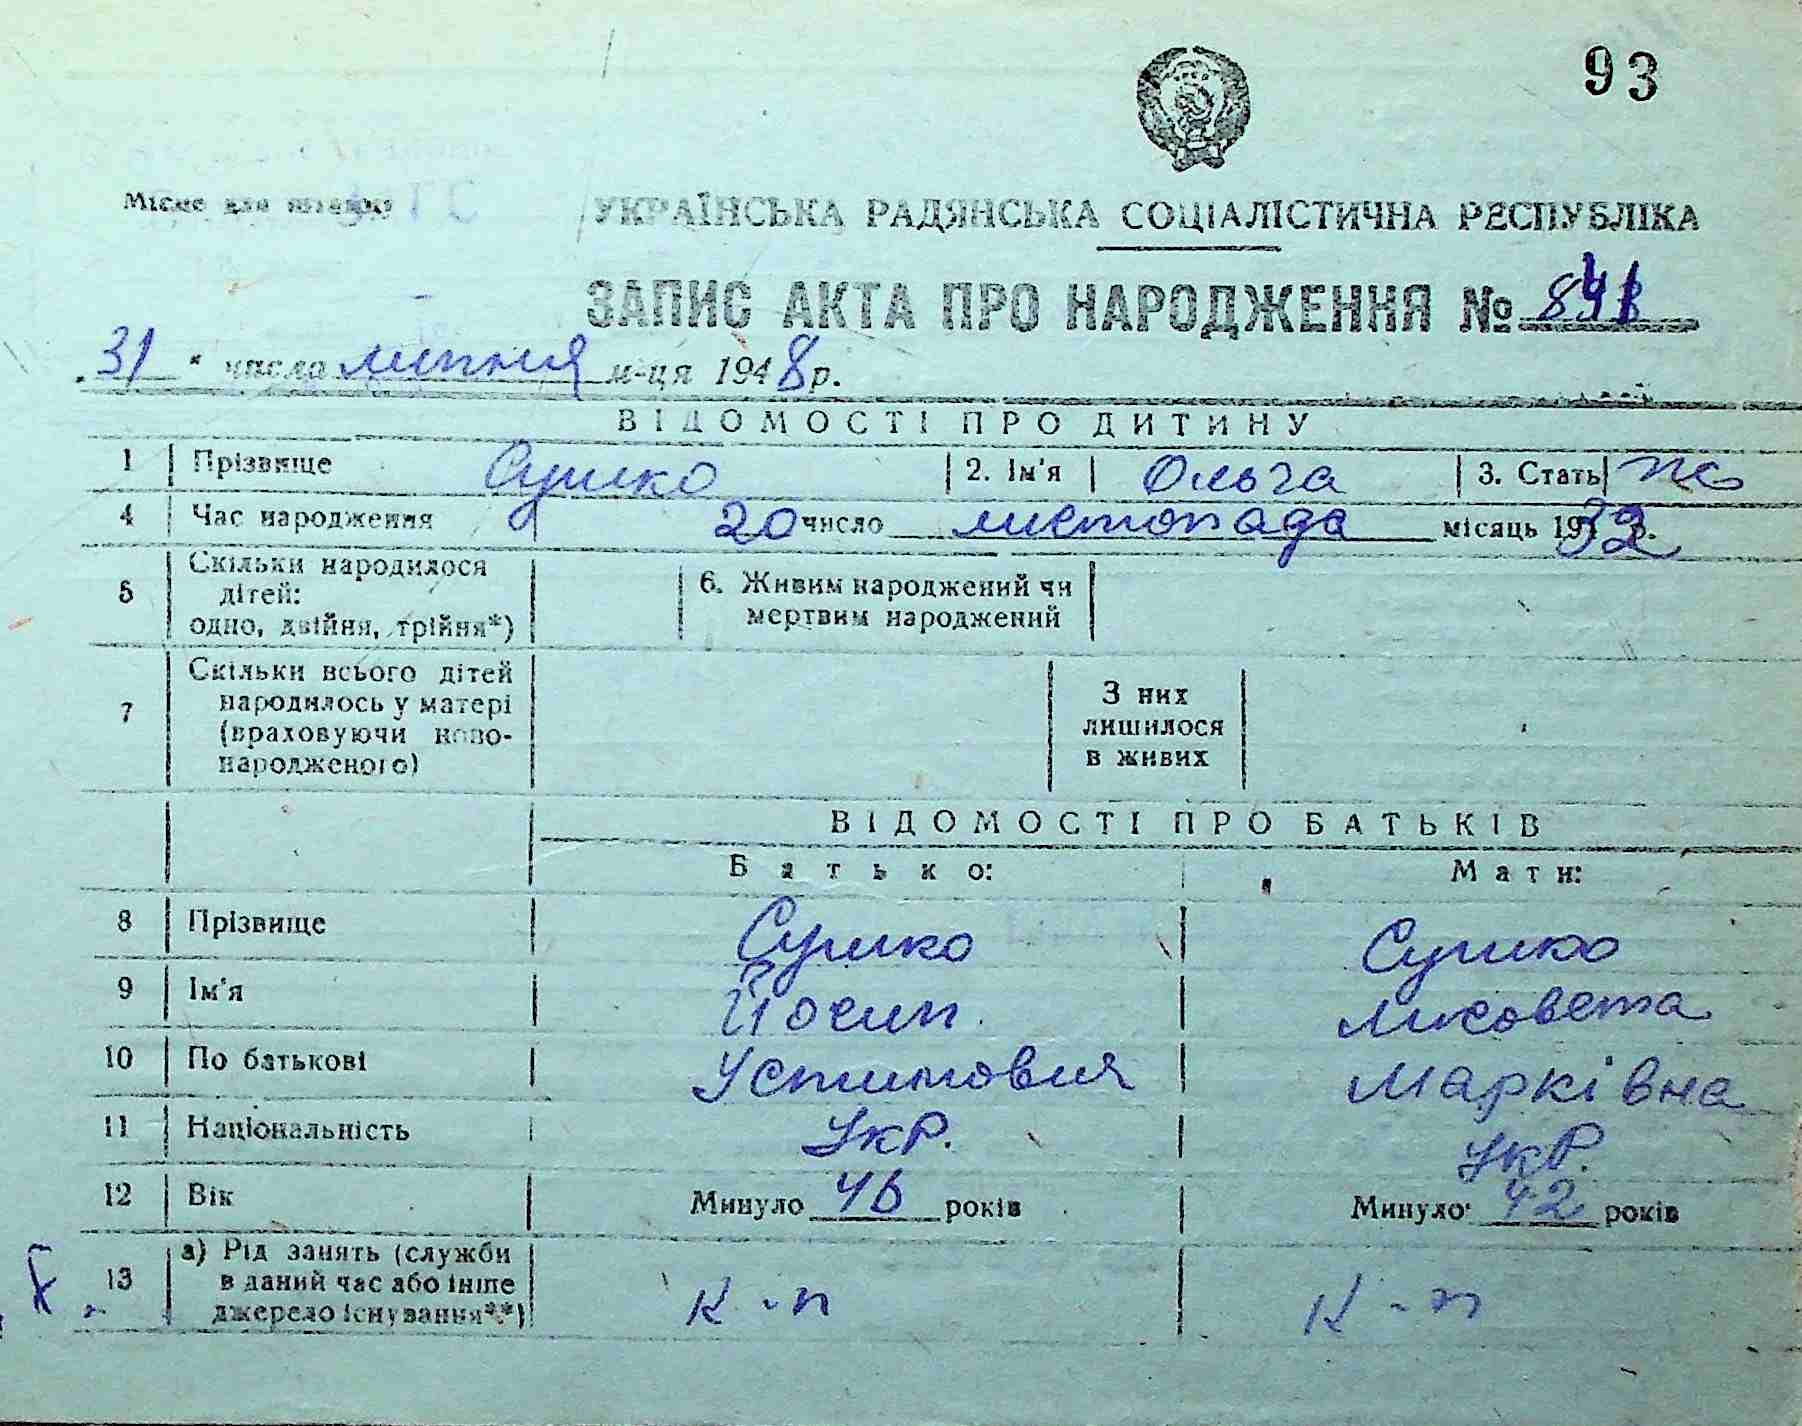 93
Місце для штампу
УКРАЇНСЬКА РАДЯНСЬКА СОЦІАЛІСТИЧНА РЕСПУБЛІКА
ЗАПИС АКТА ПРО НАРОДЖЕННЯ №
„31" числа липня м-ця 1948 р.
ВІДОМОСТІ ПРО ДИТИНУ
1 Прізвище Сушко 2. Ім'я Ольга 3. Стать ж
4 Час народження 20 число листопада місяць 1932
5 Скільки народилося дітей: одно, двійня, трійня*) 6. Живим народжений чи мертвим народжений
7 Скільки всього дітей народилось у матері (враховуючи новонародженого) З них лишилося в живих
ВІДОМОСТІ ПРО БАТЬКІВ
Батько: Мати:
8 Прізвище Сушко Сушко
9 Ім'я Йосип Лисовета
10 По батькові Устимович Марківна
11 Національність Укр. Укр.
12 Вік Минуло 46 років Минуло 42 років
13 а) Рід занять (служби в даний час або інше джерело існування**) к-п к-п